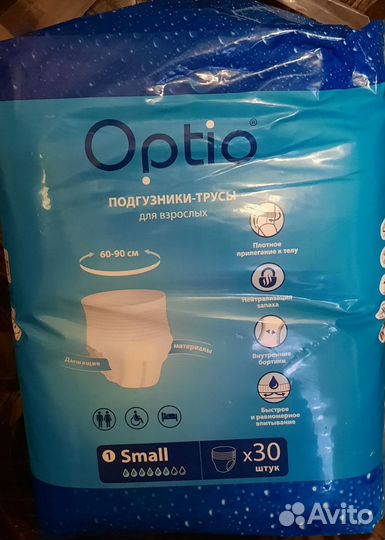 Optio®
ПОДГУЗНИКИ-ТРУСЫ
для взрослых
60-90 см
Плотное
прилегание к телу
Нейтрализация
запаха
Внутренние
бортики
Дышащие
материалы
Быстрое
и равномерное
впитывание
1 Small
x30
штук
Avito